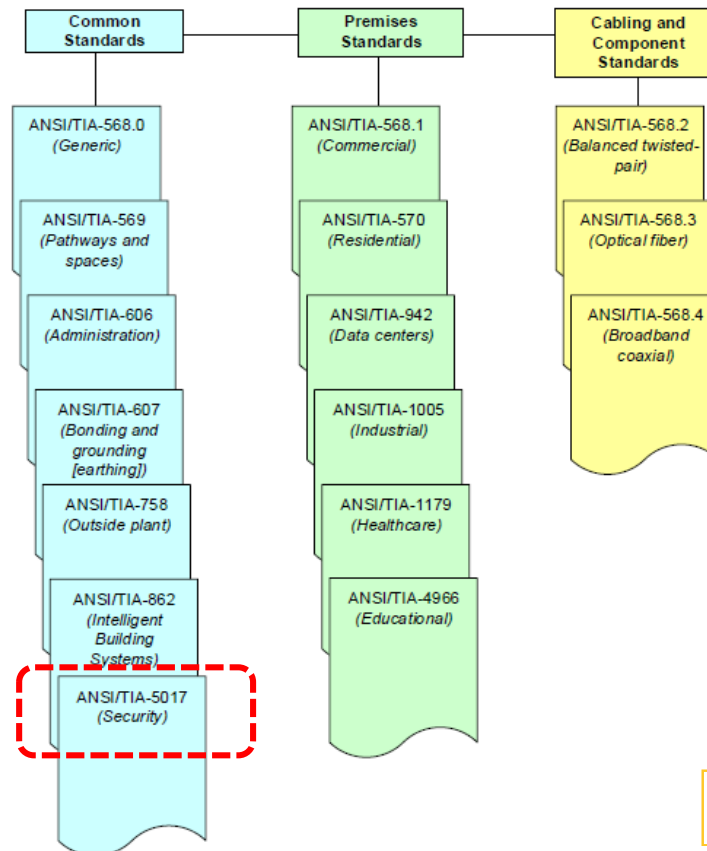 Common
Standards
Premises
Standards
Cabling and
Component
Standards
ANSI/TIA-568.0
(Generic)
ANSI/TIA-569
(Pathways and
spaces)
ANSI/TIA-606
(Administration)
ANSI/TIA-607
(Bonding and
grounding
[earthing])
ANSI/TIA-758
(Outside plant)
ANSI/TIA-862
(Intelligent
Building
Systems)
ANSI/TIA-5017
(Security)
ANSI/TIA-568.1
(Commercial)
ANSI/TIA-570
(Residential)
ANSI/TIA-942
(Data centers)
ANSI/TIA-1005
(Industrial)
ANSI/TIA-1179
(Healthcare)
ANSI/TIA-4966
(Educational)
ANSI/TIA-568.2
(Balanced twisted-
pair)
ANSI/TIA-568.3
(Optical fiber)
ANSI/TIA-568.4
(Broadband
coaxial)